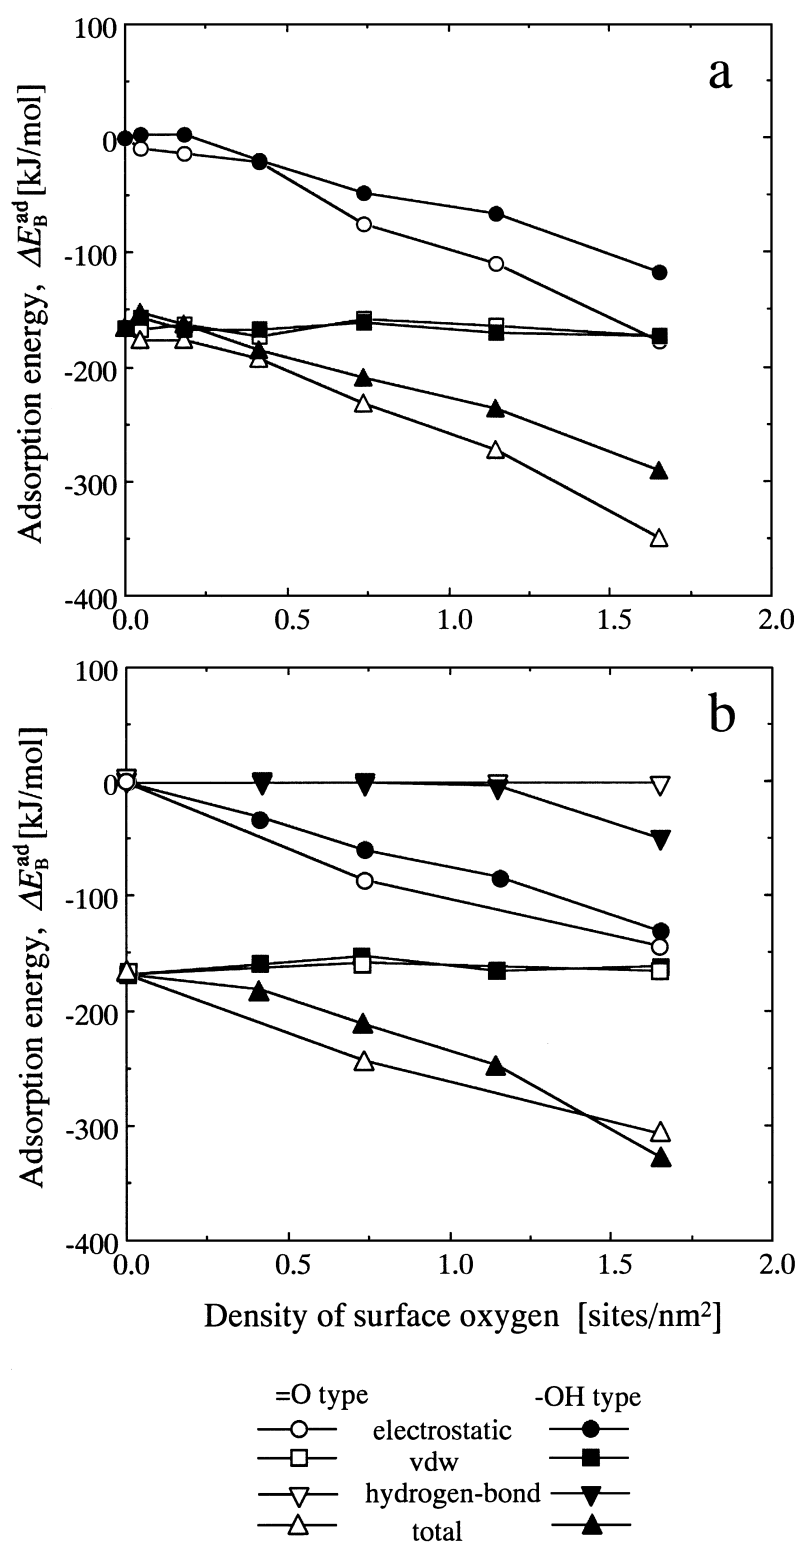 a
100
0
-100
-200
-300
-400
Adsorption energy, ΔE_B^ad [kJ/mol]
0.0 0.5 1.0 1.5 2.0
b
100
0
-100
-200
-300
-400
Adsorption energy, ΔE_B^ad [kJ/mol]
0.0 0.5 1.0 1.5 2.0
Density of surface oxygen [sites/nm²]
=O type -OH type
electrostatic
vdw
hydrogen-bond
total